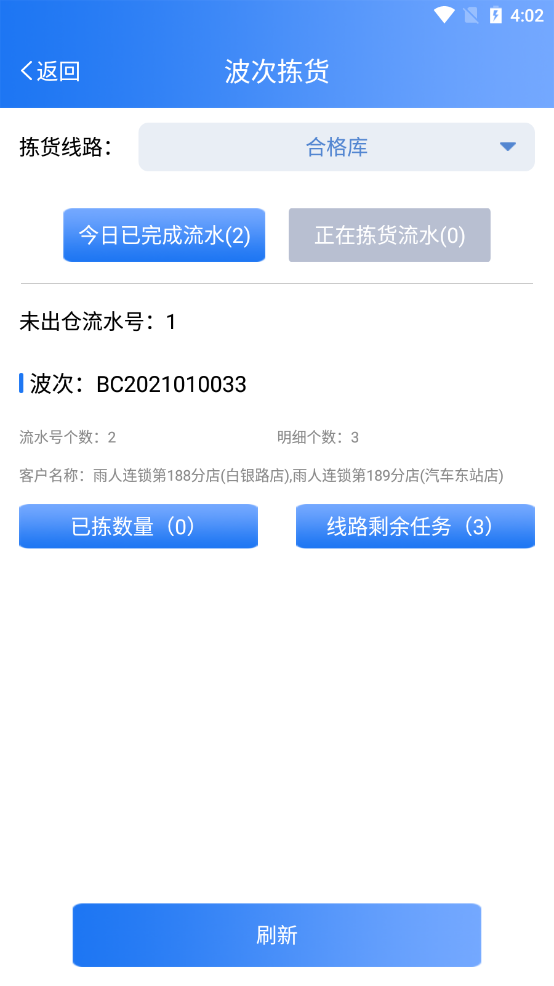 4:02
返回
波次拣货
拣货线路：
合格库
今日已完成流水(2)
正在拣货流水(0)
未出仓流水号：1
波次：BC2021010033
流水号个数：2
明细个数：3
客户名称：雨人连锁第188分店(白银路店),雨人连锁第189分店(汽车东站店)
已拣数量（0）
线路剩余任务（3）
刷新